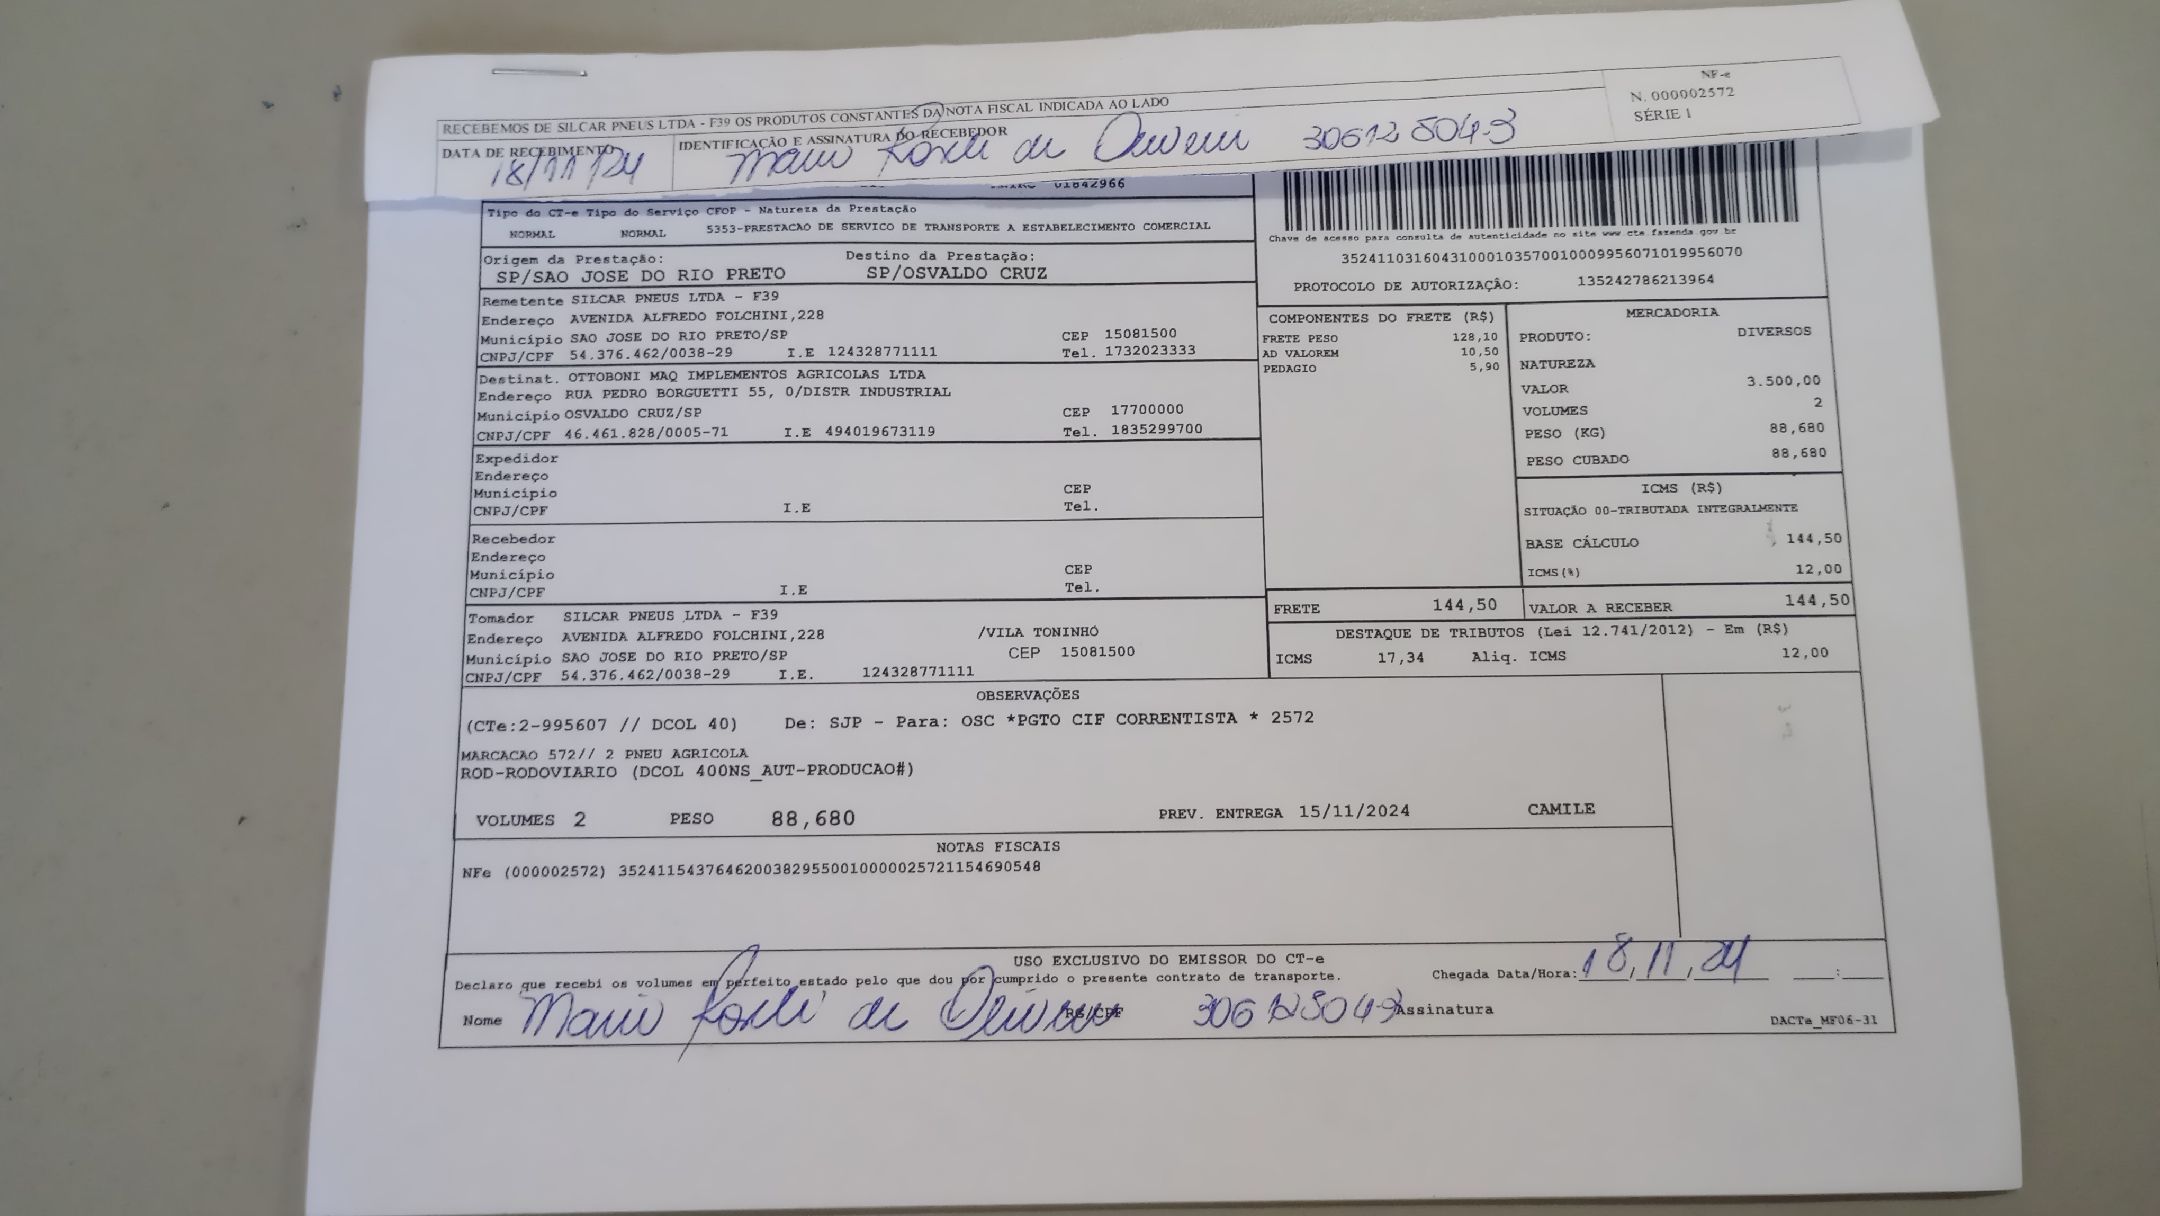 RECEBEMOS DE SILCAR PNEUS LTDA - F39 OS PRODUTOS CONSTANTES DA NOTA FISCAL INDICADA AO LADO
NF-e
N. 000002572
SÉRIE 1
DATA DE RECEBIMENTO
18/11/24
IDENTIFICAÇÃO E ASSINATURA DO RECEBEDOR
de 306125043
01842966
Tipo do CT-e Tipo do Serviço CFOP - Natureza da Prestação
NORMAL NORMAL 5353-PRESTACAO DE SERVICO DE TRANSPORTE A ESTABELECIMENTO COMERCIAL
Origem da Prestação: Destino da Prestação:
SP/SAO JOSE DO RIO PRETO SP/OSVALDO CRUZ
Chave de acesso para consulta de autenticidade no site www cte.fazenda.gov br
35241103160431000103570010009956071019956070
PROTOCOLO DE AUTORIZAÇÃO: 135242786213964
Remetente SILCAR PNEUS LTDA - F39
Endereço AVENIDA ALFREDO FOLCHINI,228
Município SAO JOSE DO RIO PRETO/SP CEP 15081500
CNPJ/CPF 54.376.462/0038-29 I.E 124328771111 Tel. 1732023333
Destinat. OTTOBONI MAQ IMPLEMENTOS AGRICOLAS LTDA
Endereço RUA PEDRO BORGUETTI 55, 0/DISTR INDUSTRIAL
Município OSVALDO CRUZ/SP CEP 17700000
CNPJ/CPF 46.461.828/0005-71 I.E 494019673119 Tel. 1835299700
Expedidor
Endereço
Município CEP
CNPJ/CPF I.E Tel.
Recebedor
Endereço
Município CEP
CNPJ/CPF I.E Tel.
Tomador SILCAR PNEUS LTDA - F39
Endereço AVENIDA ALFREDO FOLCHINI,228 /VILA TONINHO
Município SAO JOSE DO RIO PRETO/SP CEP 15081500
CNPJ/CPF 54.376.462/0038-29 I.E. 124328771111
COMPONENTES DO FRETE (R$)
FRETE PESO 128,10
AD VALOREM 10,50
PEDAGIO 5,90
MERCADORIA
PRODUTO: DIVERSOS
NATUREZA
VALOR 3.500,00
VOLUMES 2
PESO (KG) 88,680
PESO CUBADO 88,680
ICMS (R$)
SITUAÇÃO 00-TRIBUTADA INTEGRALMENTE
BASE CÁLCULO 144,50
ICMS(%) 12,00
FRETE 144,50 VALOR A RECEBER 144,50
DESTAQUE DE TRIBUTOS (Lei 12.741/2012) - Em (R$)
ICMS 17,34 Aliq. ICMS 12,00
OBSERVAÇÕES
(CTe:2-995607 // DCOL 40) De: SJP - Para: OSC *PGTO CIF CORRENTISTA * 2572
MARCACAO 572// 2 PNEU AGRICOLA
ROD-RODOVIARIO (DCOL 400NS_AUT-PRODUCAO#)
VOLUMES 2 PESO 88,680 PREV. ENTREGA 15/11/2024 CAMILE
NOTAS FISCAIS
NFe (000002572) 35241154376462003829550010000025721154690548
USO EXCLUSIVO DO EMISSOR DO CT-e
Declaro que recebi os volumes em perfeito estado pelo que dou por cumprido o presente contrato de transporte. Chegada Data/Hora: 18,11,24 :
Nome de RG/CPF 306125043 Assinatura
DACTe_MF06-31